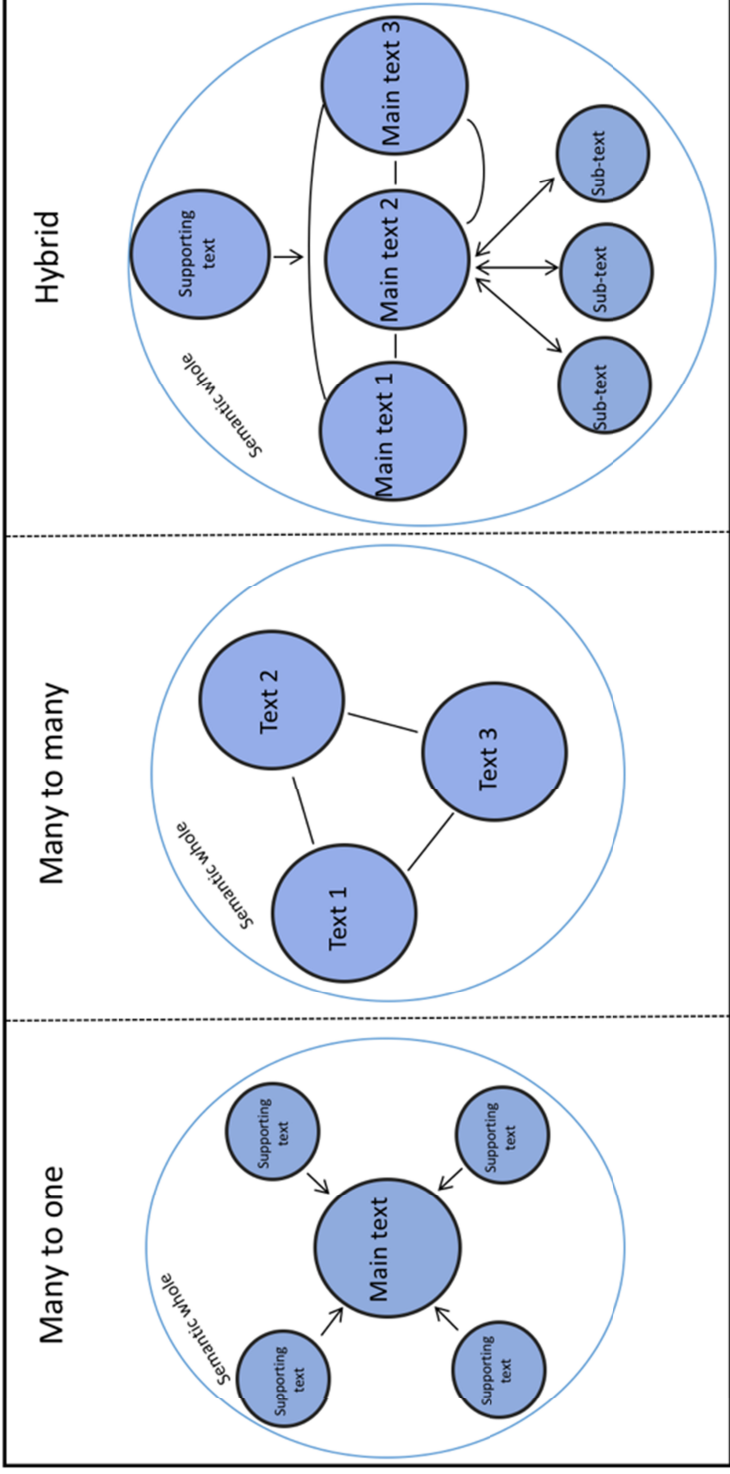 Many to one
Semantic whole
Supporting
text
Supporting
text
Main text
Supporting
text
Supporting
text
Many to many
Semantic whole
Text 1
Text 2
Text 3
Hybrid
Semantic whole
Supporting
text
Main text 1
Main text 2
Main text 3
Sub-text
Sub-text
Sub-text